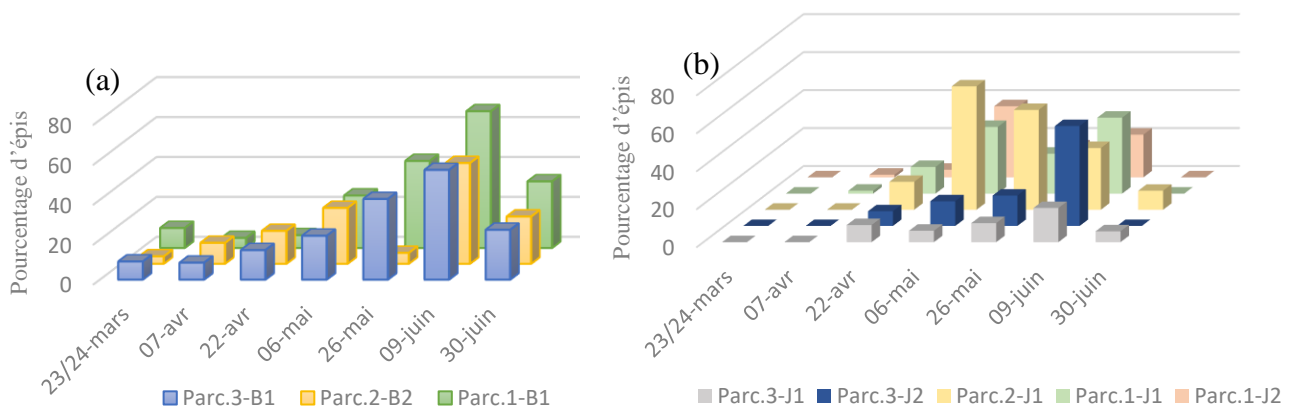 (a)
Pourcentage d'épis
80
60
40
20
0
23/24-mars
07-avr
22-avr
06-mai
26-mai
09-juin
30-juin
Parc.3-B1 Parc.2-B2 Parc.1-B1
(b)
Pourcentage d'épis
80
60
40
20
0
23/24-mars
07-avr
22-avr
06-mai
26-mai
09-juin
30-juin
Parc.3-J1 Parc.3-J2 Parc.2-J1 Parc.1-J1 Parc.1-J2